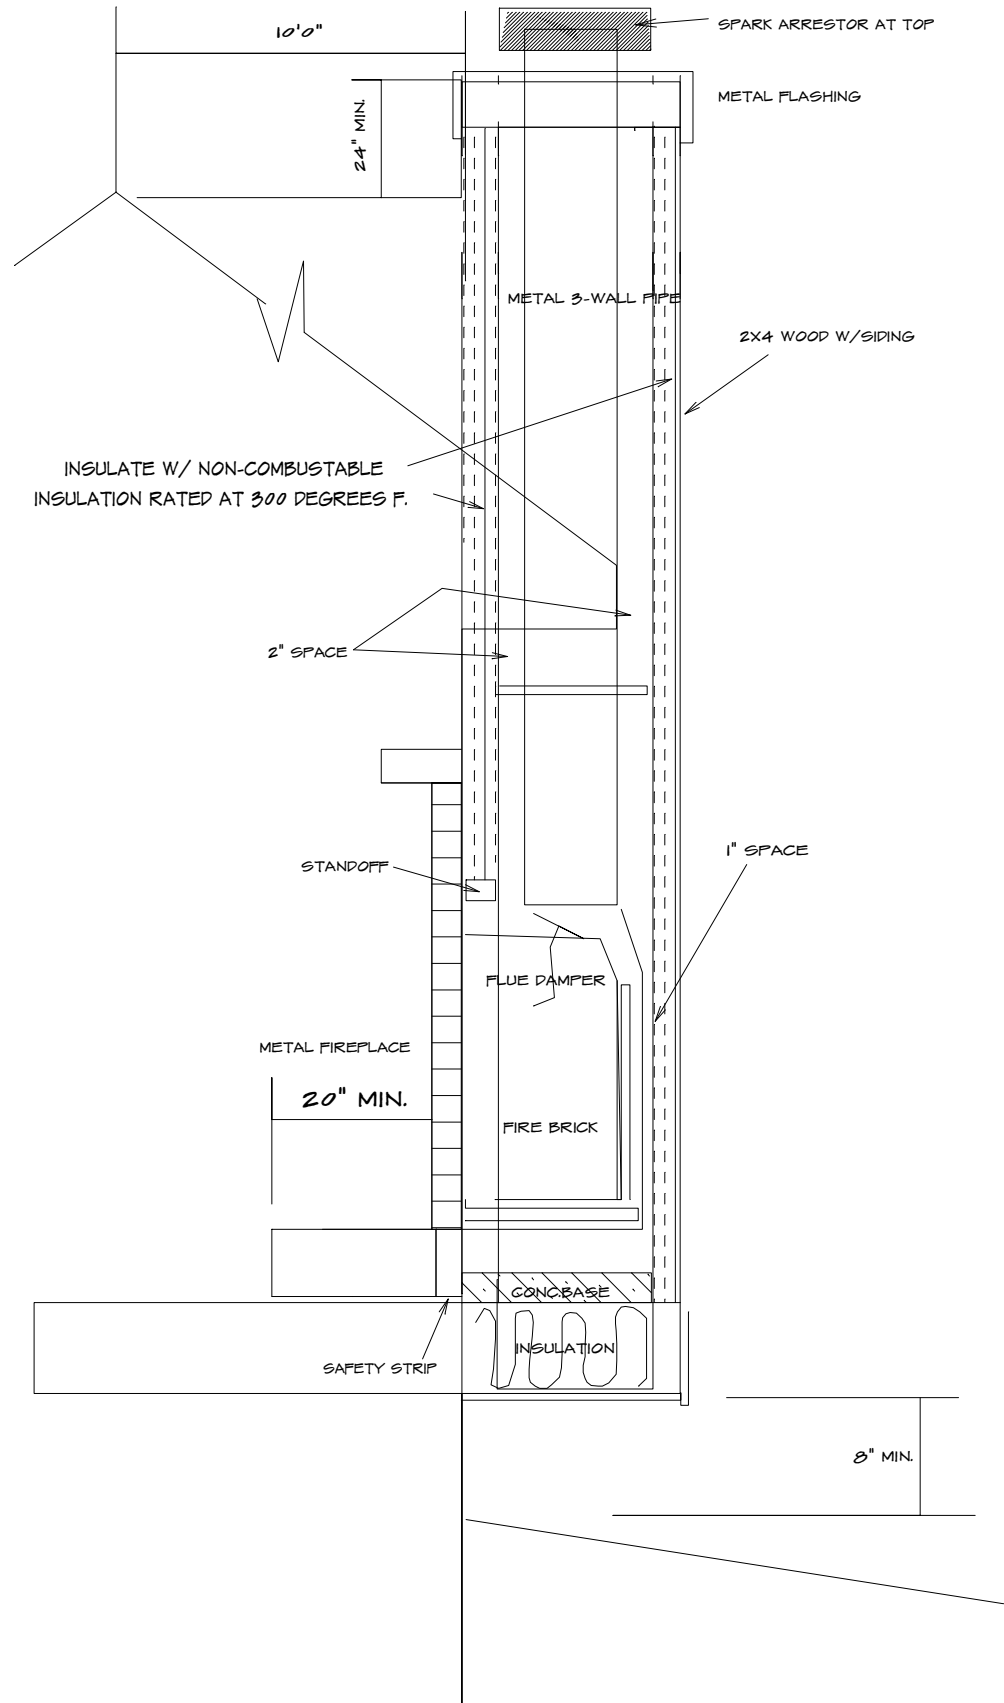 SPARK ARRESTOR AT TOP
10'0"
METAL FLASHING
24" MIN.
METAL 3-WALL PIPE
2X4 WOOD W/SIDING
INSULATE W/ NON-COMBUSTABLE
INSULATION RATED AT 300 DEGREES F.
2" SPACE
1" SPACE
STANDOFF
FLUE DAMPER
METAL FIREPLACE
20" MIN.
FIRE BRICK
CONC.BASE
INSULATION
SAFETY STRIP
8" MIN.